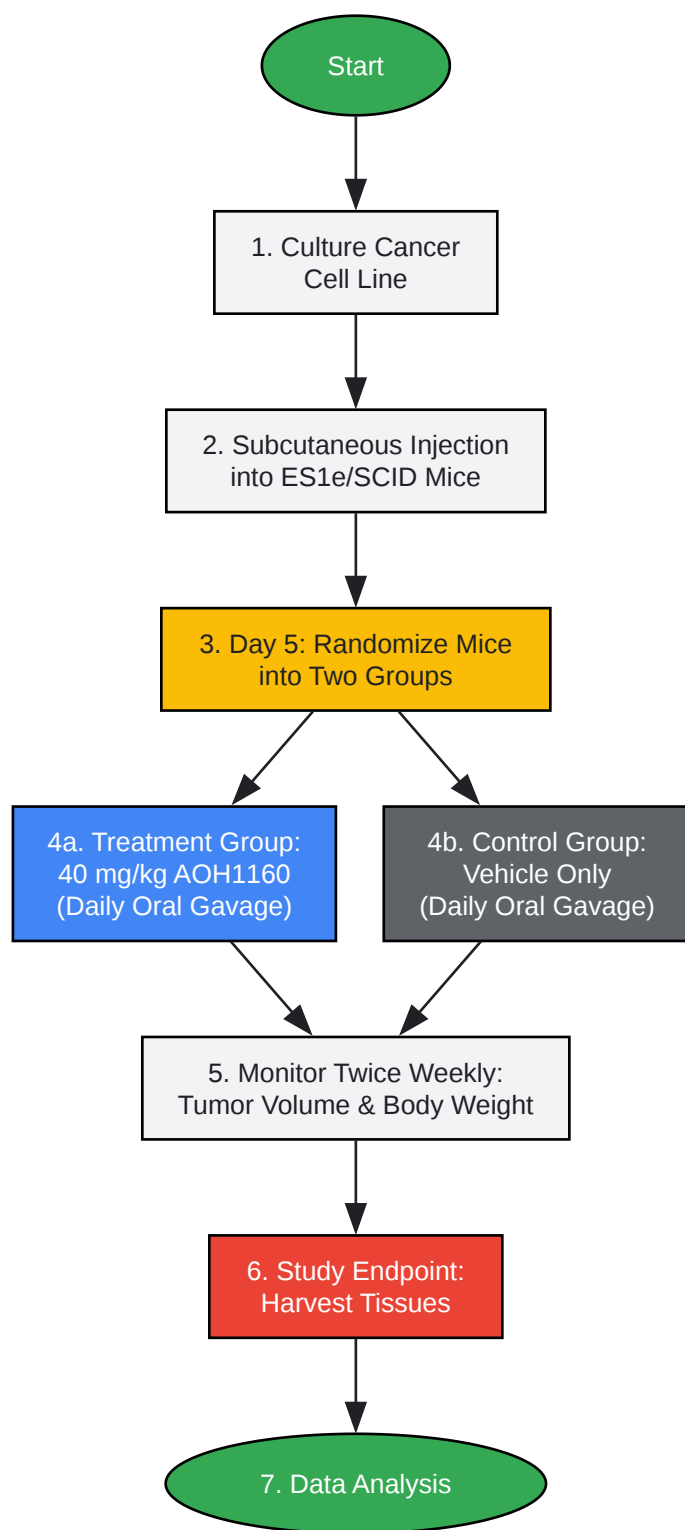 Start
1. Culture Cancer
Cell Line
2. Subcutaneous Injection
into ES1e/SCID Mice
3. Day 5: Randomize Mice
into Two Groups
4a. Treatment Group:
40 mg/kg AOH1160
(Daily Oral Gavage)
4b. Control Group:
Vehicle Only
(Daily Oral Gavage)
5. Monitor Twice Weekly:
Tumor Volume & Body Weight
6. Study Endpoint:
Harvest Tissues
7. Data Analysis